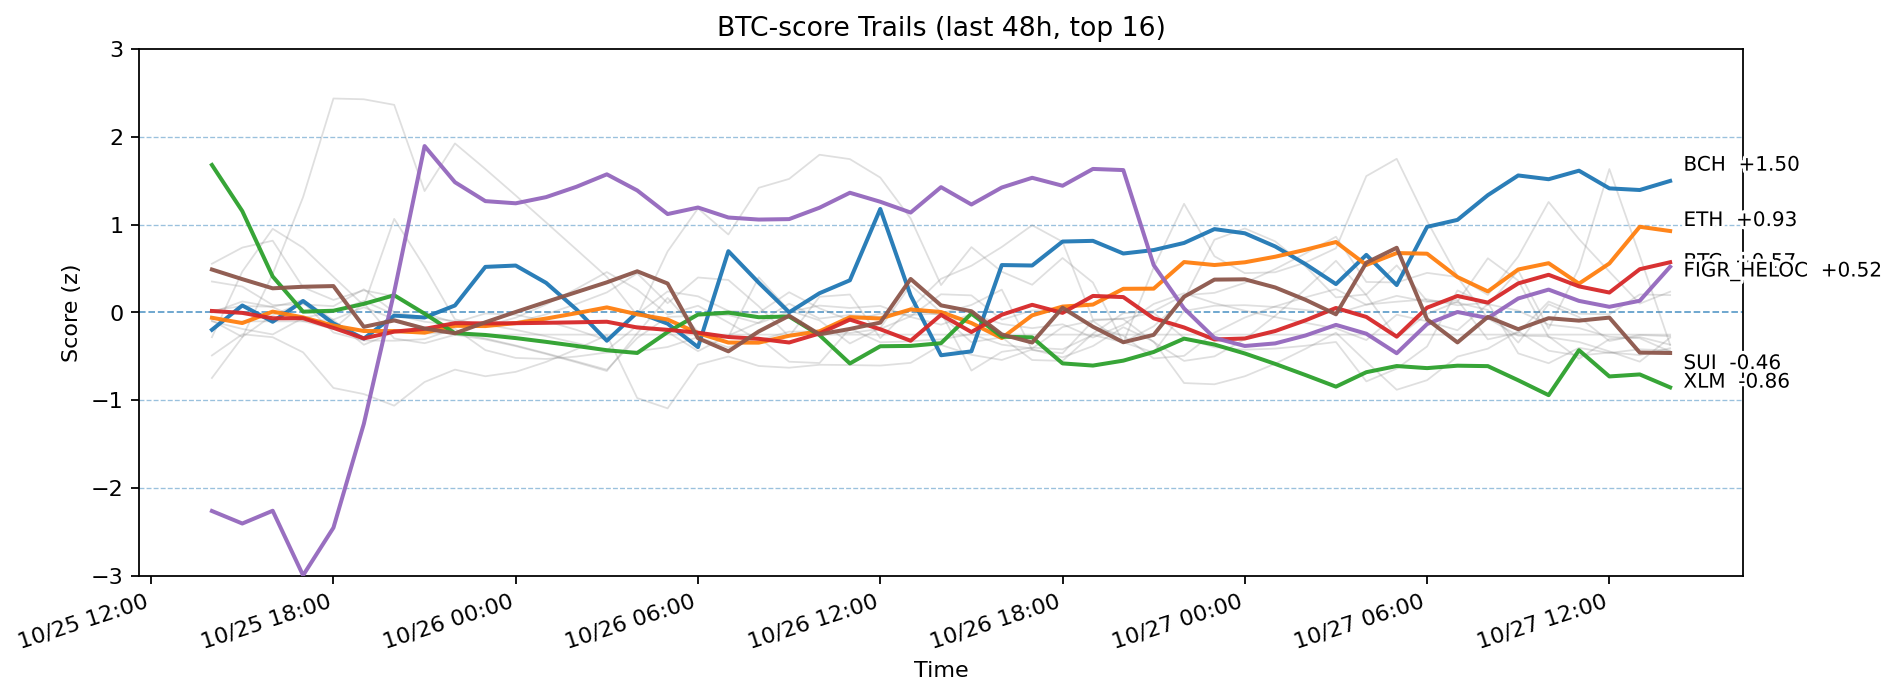 BTC-score Trails (last 48h, top 16)
Score (z)
3
2
1
0
−1
−2
−3
BCH +1.50
ETH +0.93
FIGR_HELOC +0.52
SUI -0.46
XLM -0.86
10/25 12:00
10/25 18:00
10/26 00:00
10/26 06:00
10/26 12:00
10/26 18:00
10/27 00:00
10/27 06:00
10/27 12:00
Time